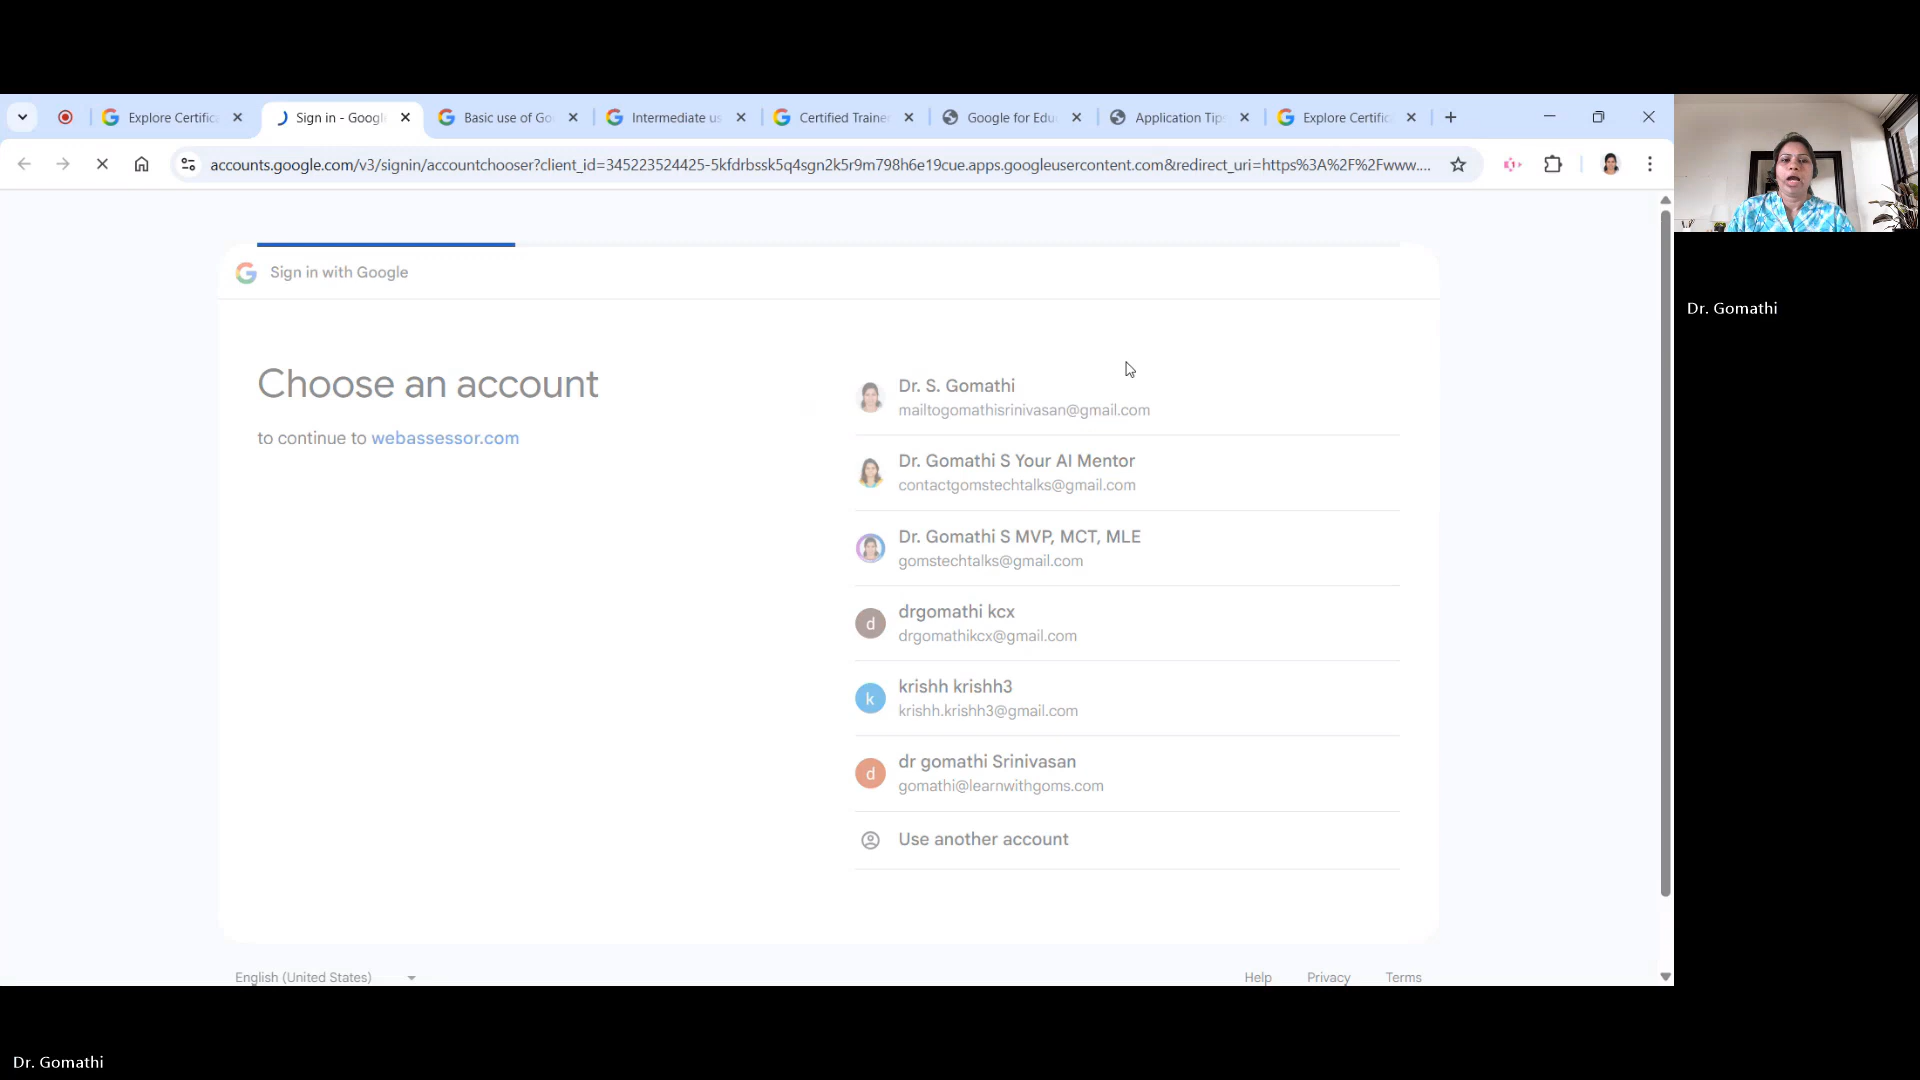 Explore Certific
Sign in - Googl
Basic use of Go
Intermediate us
Certified Traine
Google for Edu
Application Tip
Explore Certific
accounts.google.com/v3/signin/accountchooser?client_id=345223524425-5kfdrbssk5q4sgn2k5r9m798h6e19cue.apps.googleusercontent.com&redirect_uri=https%3A%2F%2Fwww....
Sign in with Google
Choose an account
to continue to webassessor.com
Dr. S. Gomathi
mailtogomathisrinivasan@gmail.com
Dr. Gomathi S Your AI Mentor
contactgomstechtalks@gmail.com
Dr. Gomathi S MVP, MCT, MLE
gomstechtalks@gmail.com
d
drgomathi kcx
drgomathikcx@gmail.com
k
krishh krishh3
krishh.krishh3@gmail.com
d
dr gomathi Srinivasan
gomathi@learnwithgoms.com
Use another account
English (United States)
Help
Privacy
Terms
Dr. Gomathi
Dr. Gomathi